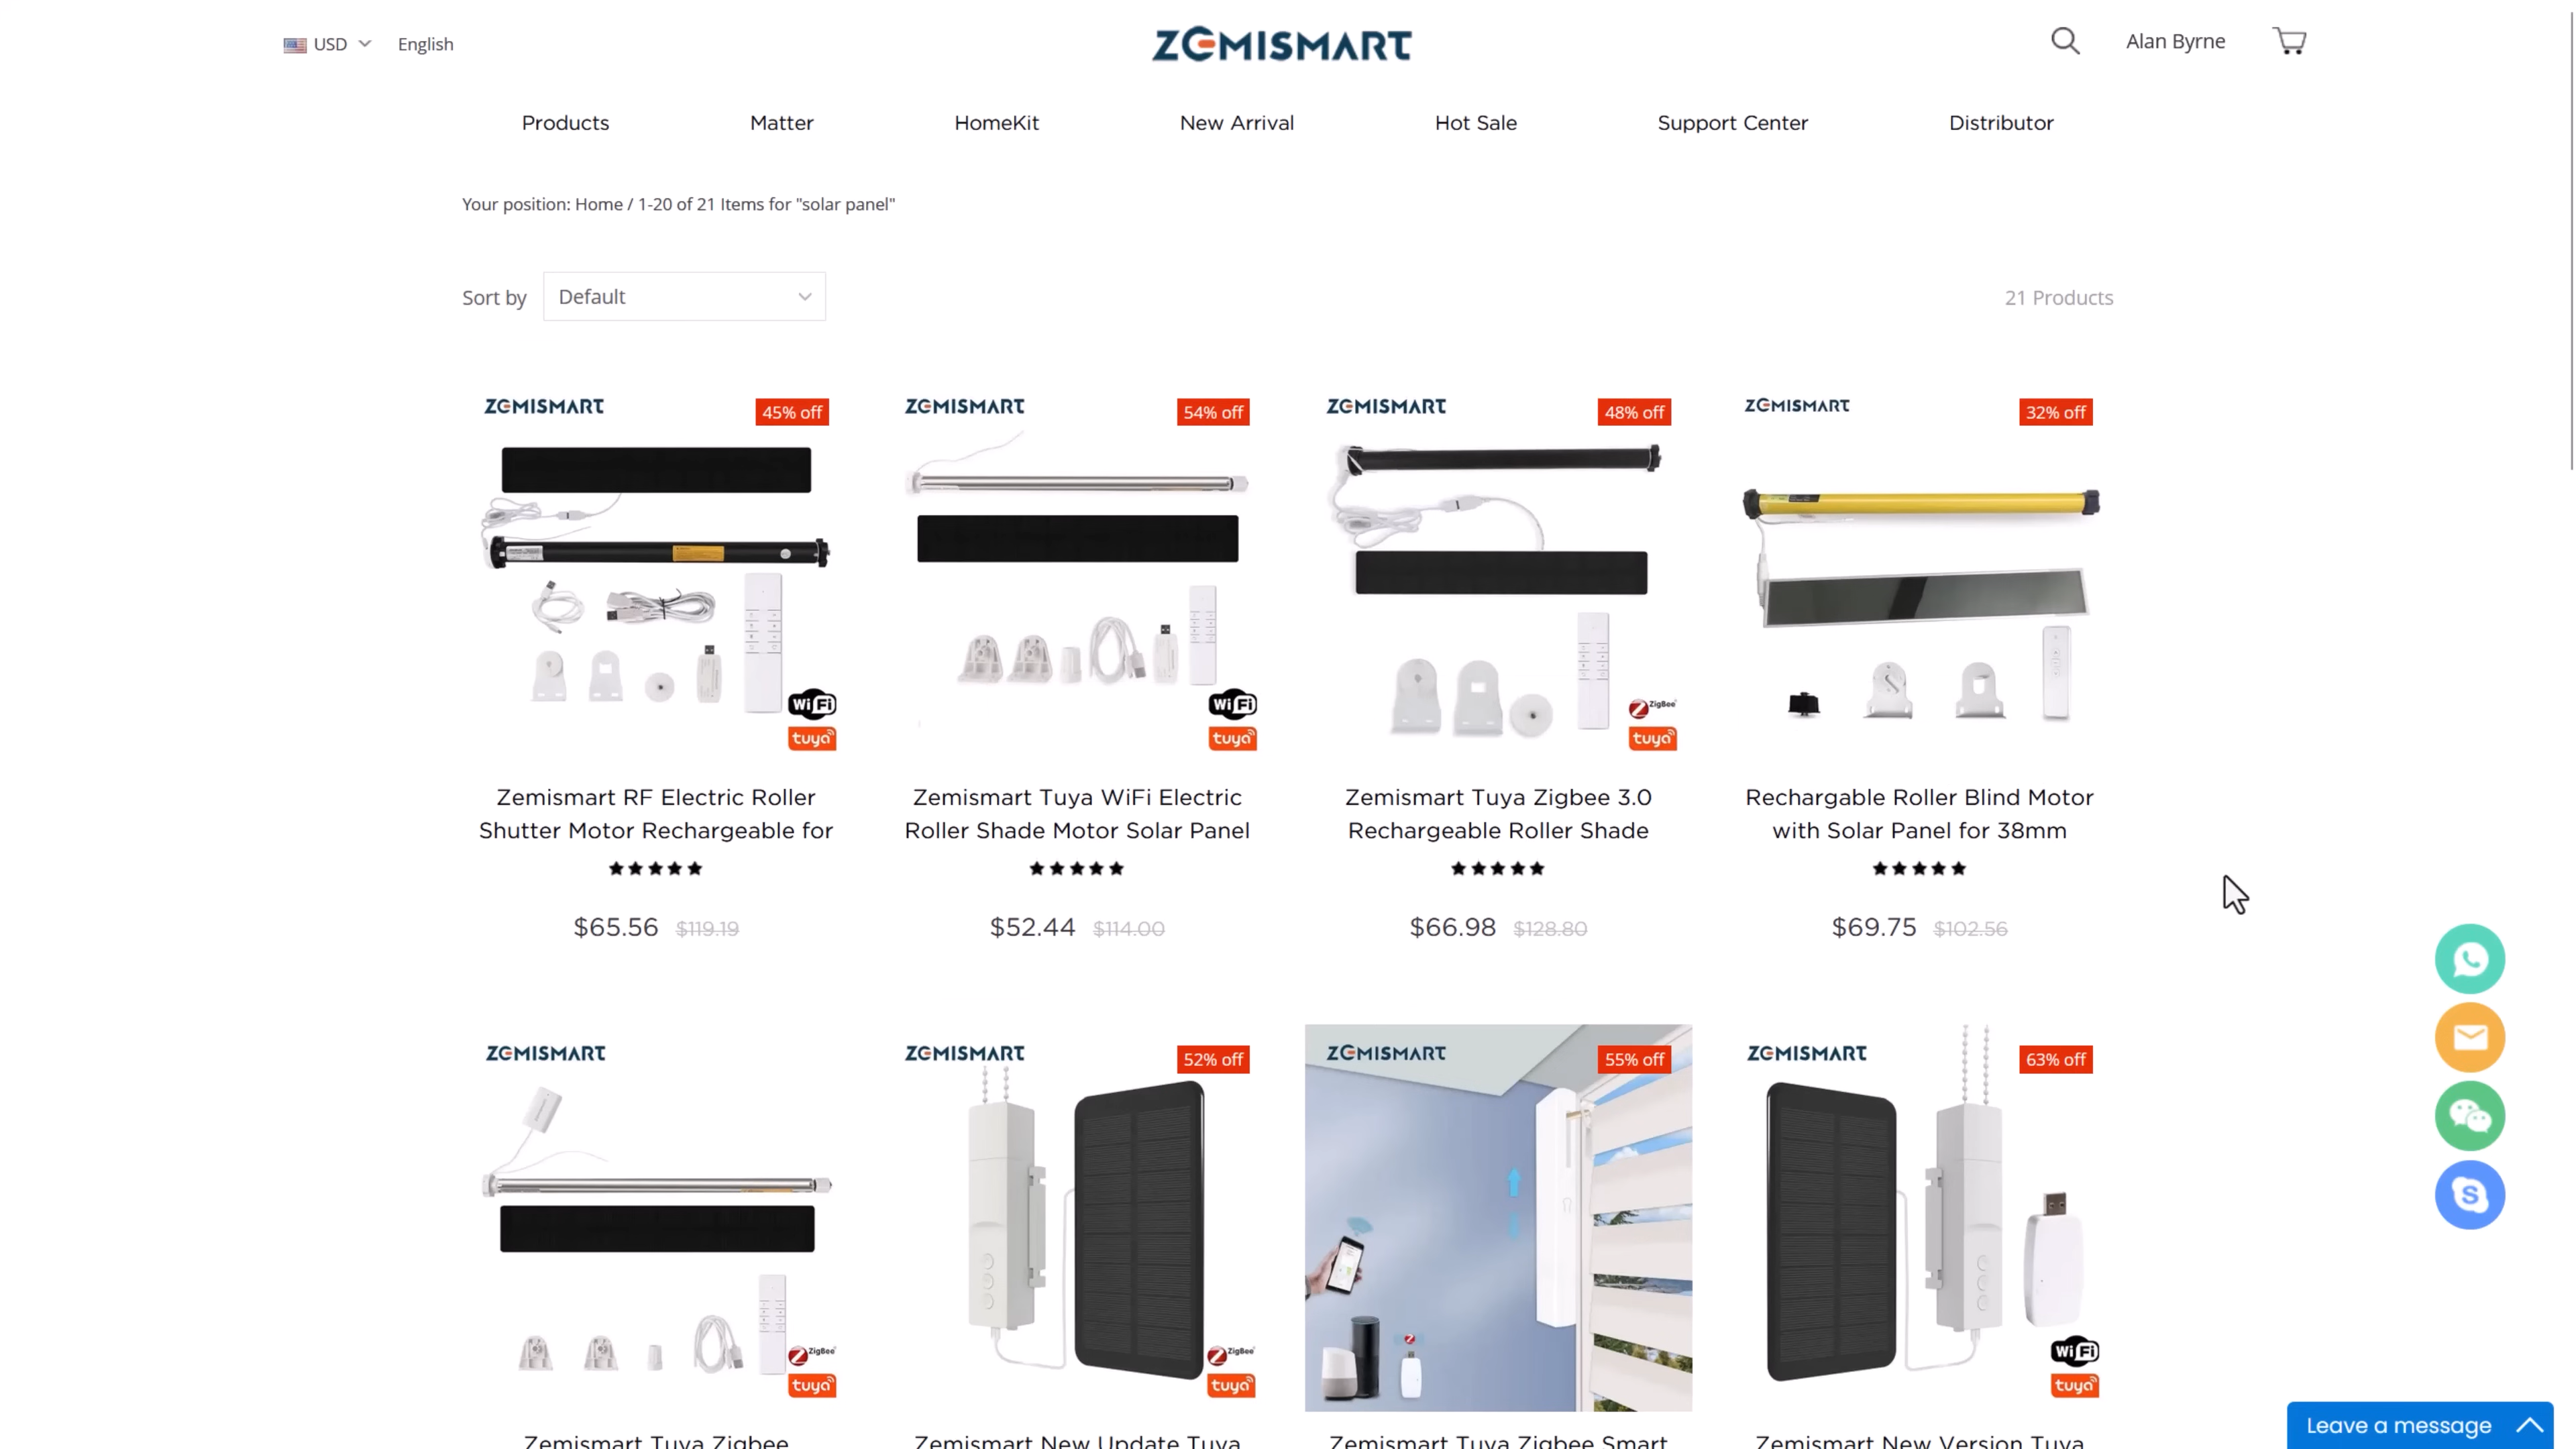 USD English
ZEMISMART
Alan Byrne
Products Matter HomeKit New Arrival Hot Sale Support Center Distributor
Your position: Home / 1-20 of 21 Items for "solar panel"
Sort by Default
21 Products
ZEMISMART 45% off
WiFi
tuya
Zemismart RF Electric Roller
Shutter Motor Rechargeable for
$65.56 $119.19
ZEMISMART 54% off
WiFi
tuya
Zemismart Tuya WiFi Electric
Roller Shade Motor Solar Panel
$52.44 $114.00
ZEMISMART 48% off
ZigBee
tuya
Zemismart Tuya Zigbee 3.0
Rechargeable Roller Shade
$66.98 $128.80
ZEMISMART 32% off
Rechargable Roller Blind Motor
with Solar Panel for 38mm
$69.75 $102.56
ZEMISMART
ZigBee
tuya
Zemismart Tuya Zigbee
ZEMISMART 52% off
ZigBee
tuya
Zemismart New Update Tuya
ZEMISMART 55% off
Zemismart Tuya Zigbee Smart
ZEMISMART 63% off
WiFi
tuya
Zemismart New Version Tuya
Leave a message